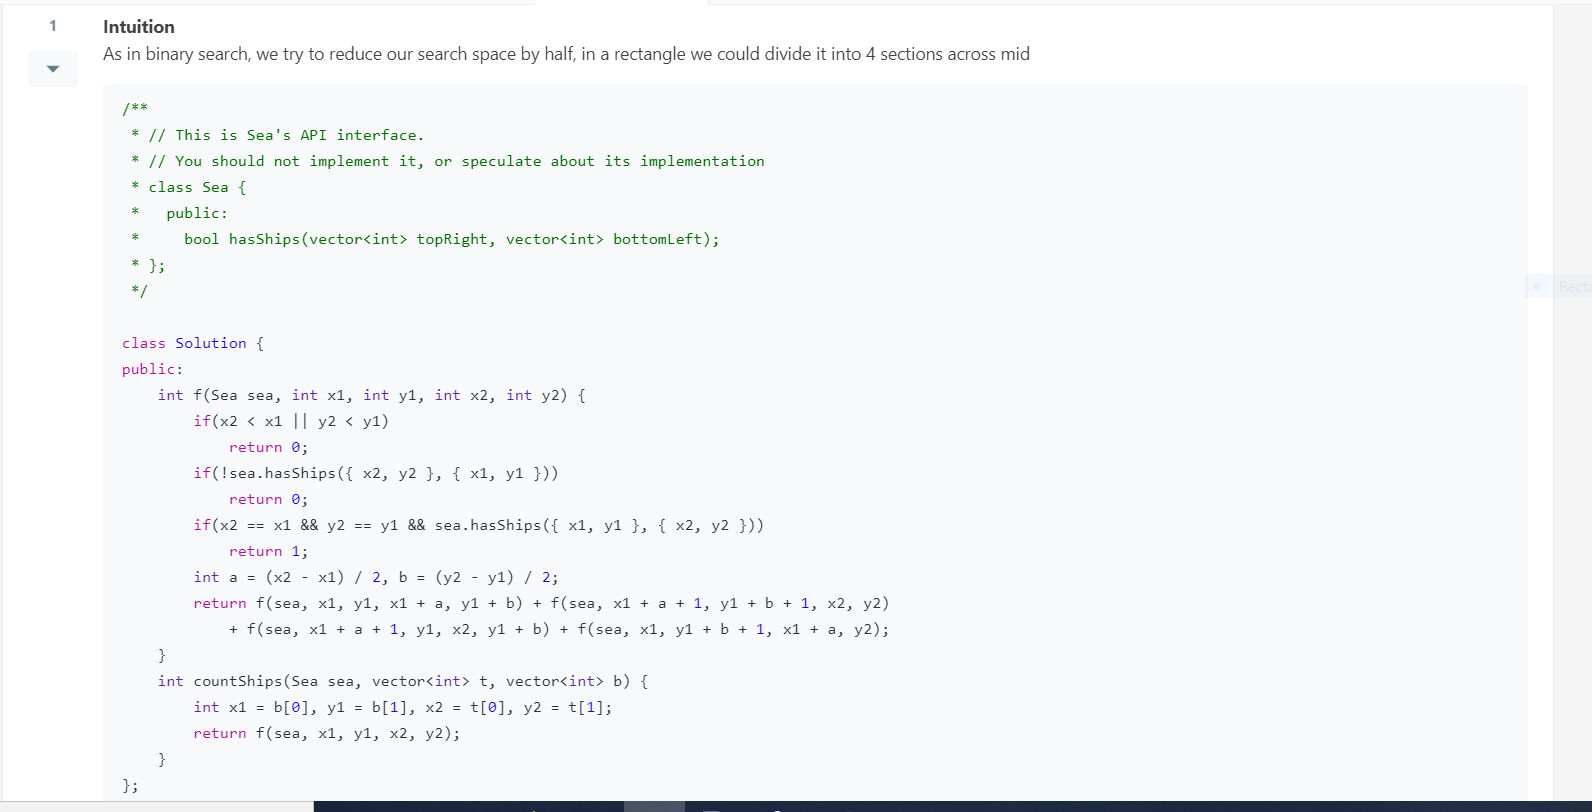 1
Intuition
As in binary search, we try to reduce our search space by half, in a rectangle we could divide it into 4 sections across mid
/**
 * // This is Sea's API interface.
 * // You should not implement it, or speculate about its implementation
 * class Sea {
 *   public:
 *     bool hasShips(vector<int> topRight, vector<int> bottomLeft);
 * };
 */
class Solution {
public:
    int f(Sea sea, int x1, int y1, int x2, int y2) {
        if(x2 < x1 || y2 < y1)
            return 0;
        if(!sea.hasShips({ x2, y2 }, { x1, y1 }))
            return 0;
        if(x2 == x1 && y2 == y1 && sea.hasShips({ x1, y1 }, { x2, y2 }))
            return 1;
        int a = (x2 - x1) / 2, b = (y2 - y1) / 2;
        return f(sea, x1, y1, x1 + a, y1 + b) + f(sea, x1 + a + 1, y1 + b + 1, x2, y2)
            + f(sea, x1 + a + 1, y1, x2, y1 + b) + f(sea, x1, y1 + b + 1, x1 + a, y2);
    }
    int countShips(Sea sea, vector<int> t, vector<int> b) {
        int x1 = b[0], y1 = b[1], x2 = t[0], y2 = t[1];
        return f(sea, x1, y1, x2, y2);
    }
};